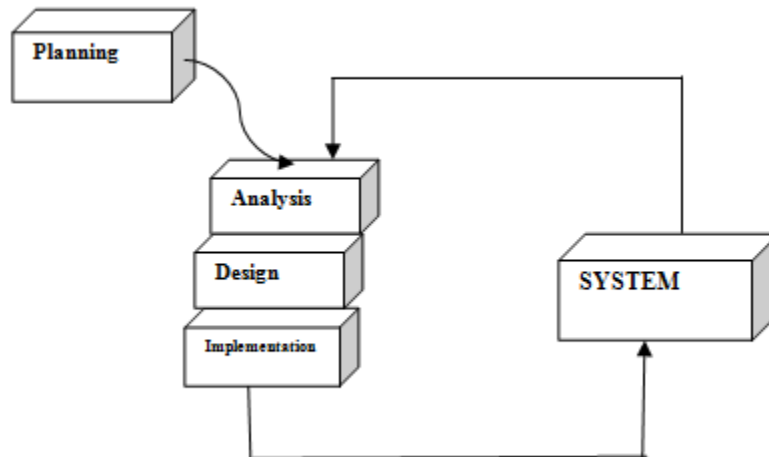 Planning
Analysis
Design
SYSTEM
Implementation